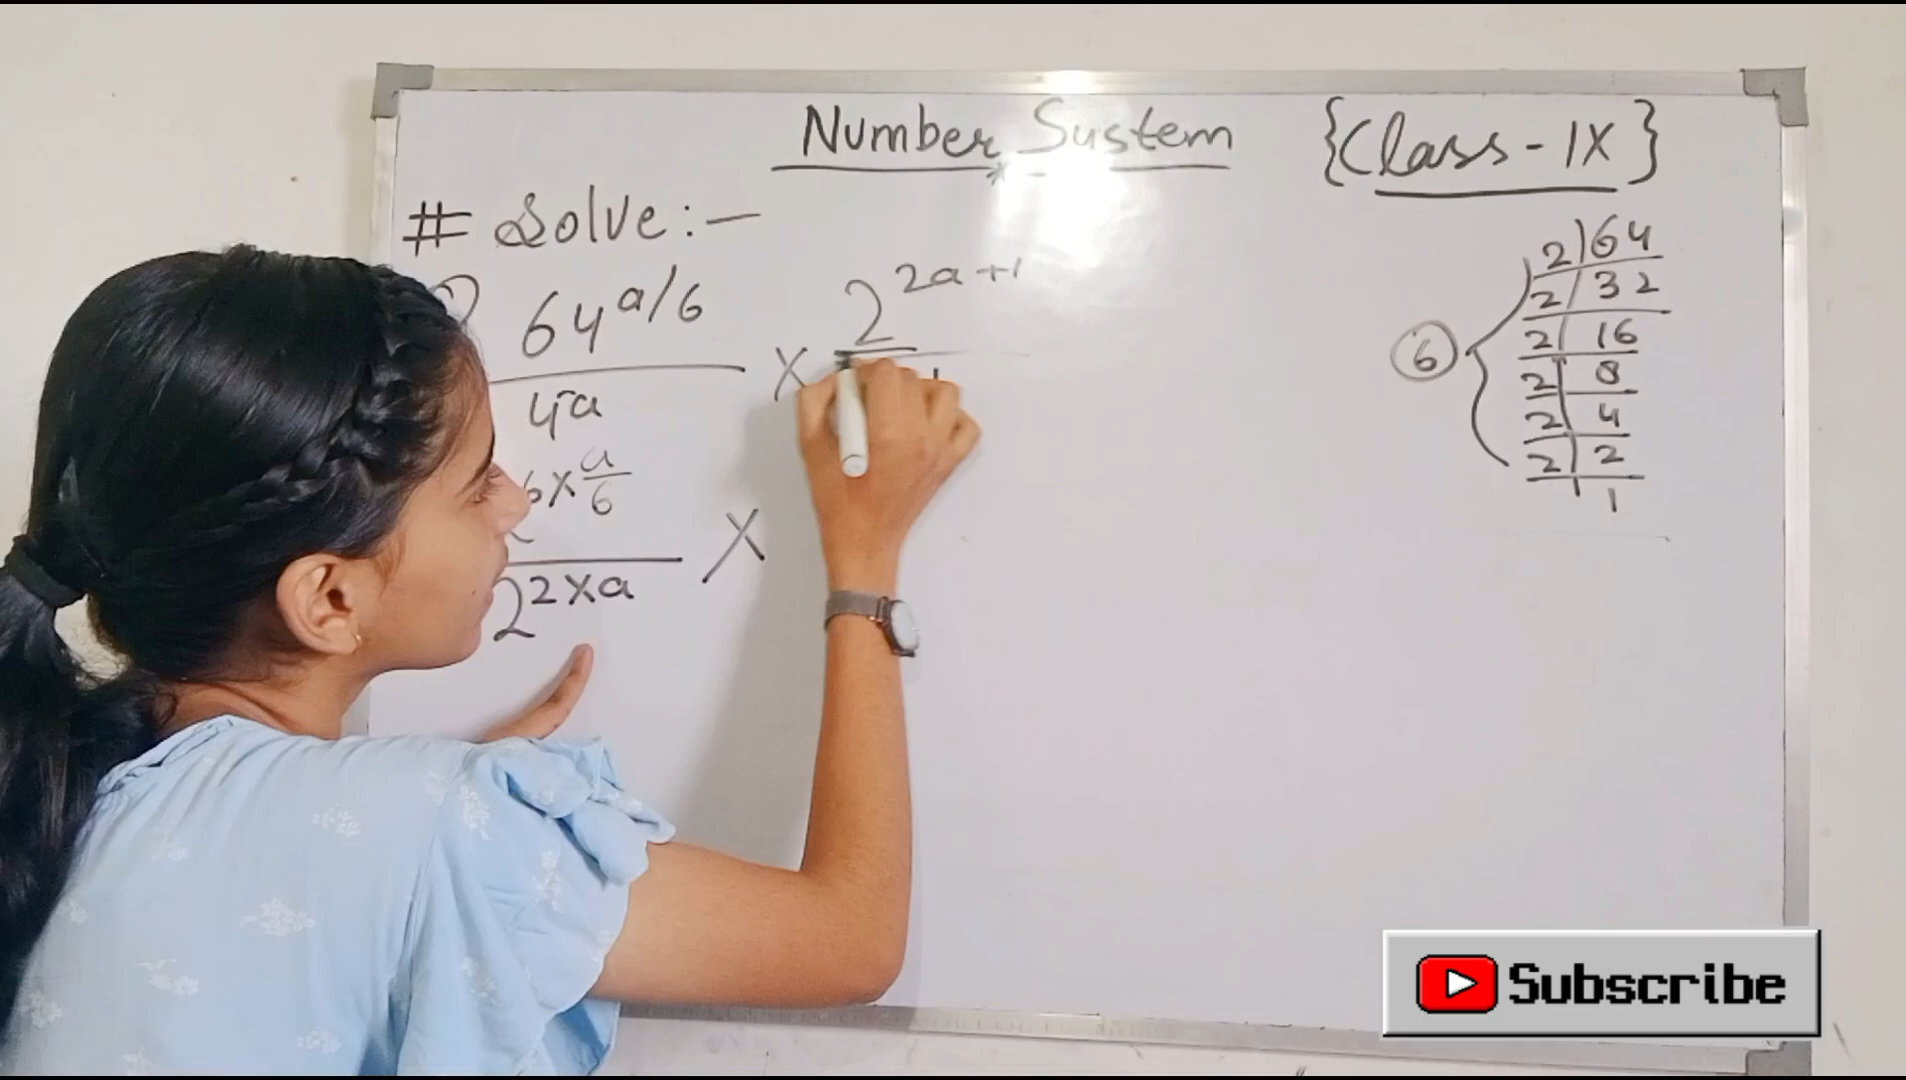 Number System {Class-IX}
# Solve:-
64^a/6 × 2^2a+1
4^a
6×a/6
2^2×a ×
2 64
2 32
2 16
2 8
2 4
2 2
1
6
Subscribe